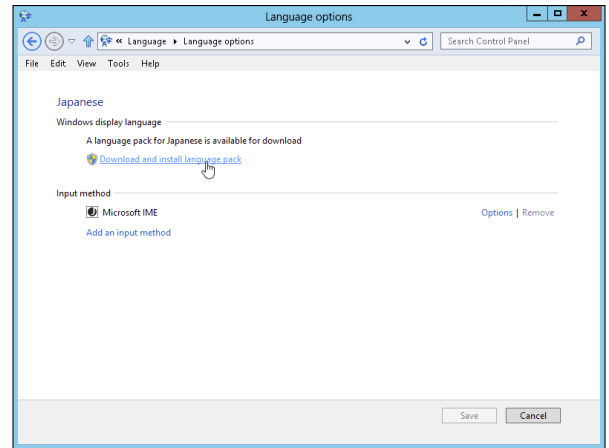 Language options
« Language ▸ Language options
Search Control Panel
File Edit View Tools Help
Japanese
Windows display language
A language pack for Japanese is available for download
Download and install language pack
Input method
Microsoft IME
Options | Remove
Add an input method
Save
Cancel